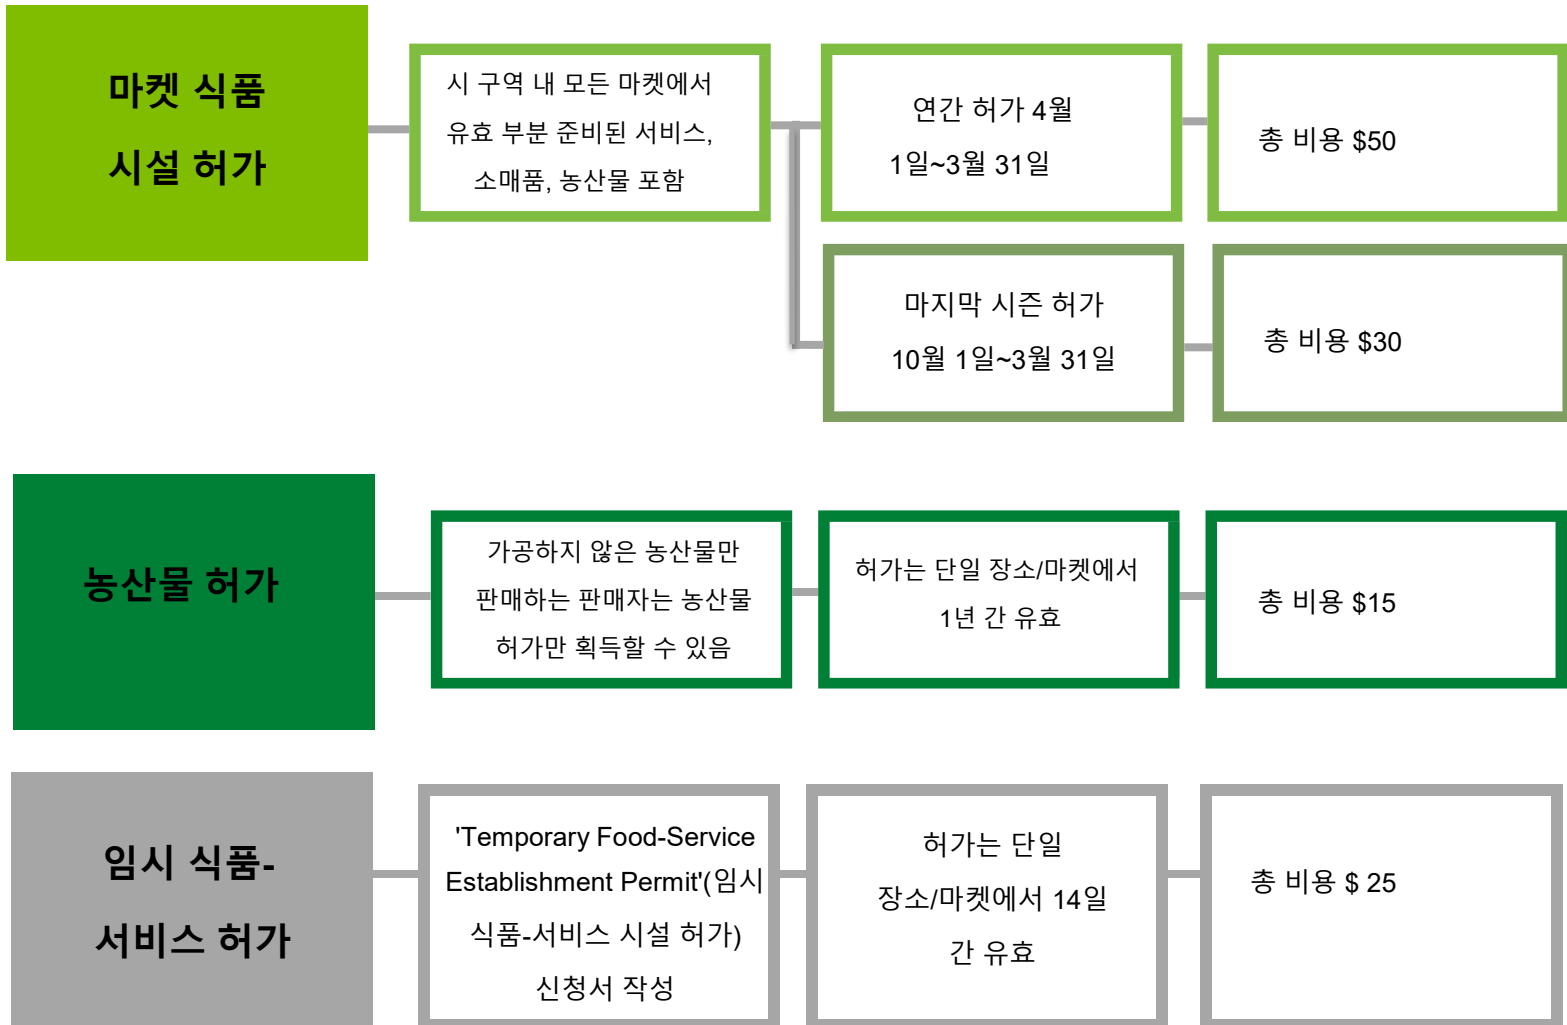 마켓 식품
시설 허가
시 구역 내 모든 마켓에서
유효 부분 준비된 서비스,
소매품, 농산물 포함
연간 허가 4월
1일~3월 31일
총 비용 $50
마지막 시즌 허가
10월 1일~3월 31일
총 비용 $30
농산물 허가
가공하지 않은 농산물만
판매하는 판매자는 농산물
허가만 획득할 수 있음
허가는 단일 장소/마켓에서
1년 간 유효
총 비용 $15
임시 식품-
서비스 허가
'Temporary Food-Service
Establishment Permit'(임시
식품-서비스 시설 허가)
신청서 작성
허가는 단일
장소/마켓에서 14일
간 유효
총 비용 $ 25